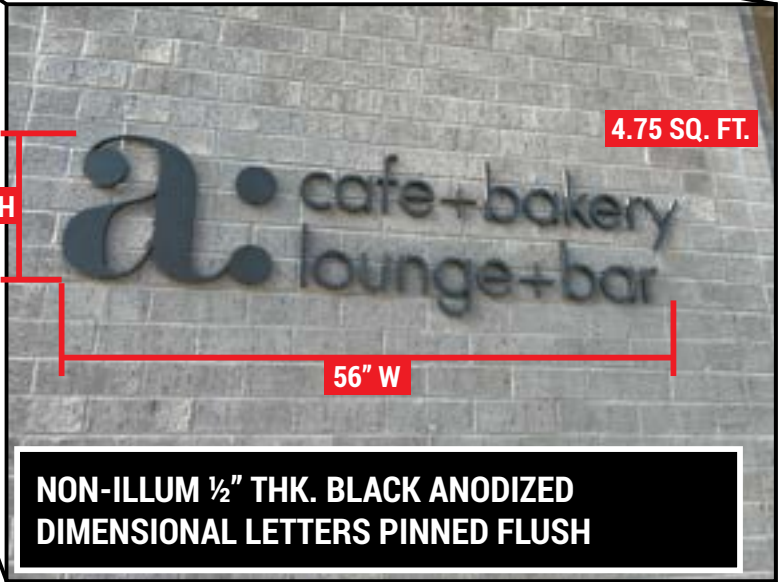 4.75 SQ. FT.
a: cafe+bakery
lounge+bar
H
56” W
NON-ILLUM ½” THK. BLACK ANODIZED
DIMENSIONAL LETTERS PINNED FLUSH